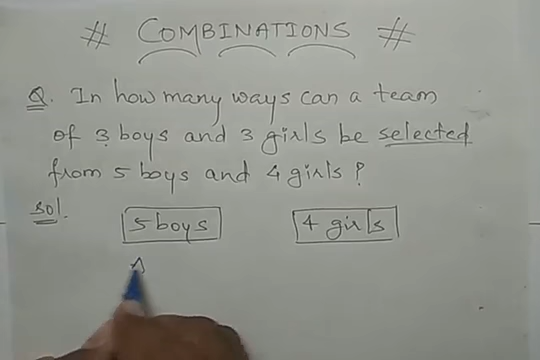 # COMBINATIONS #
Q. In how many ways can a team
of 3 boys and 3 girls be selected
from 5 boys and 4 girls?
Sol.
5 boys 4 girls